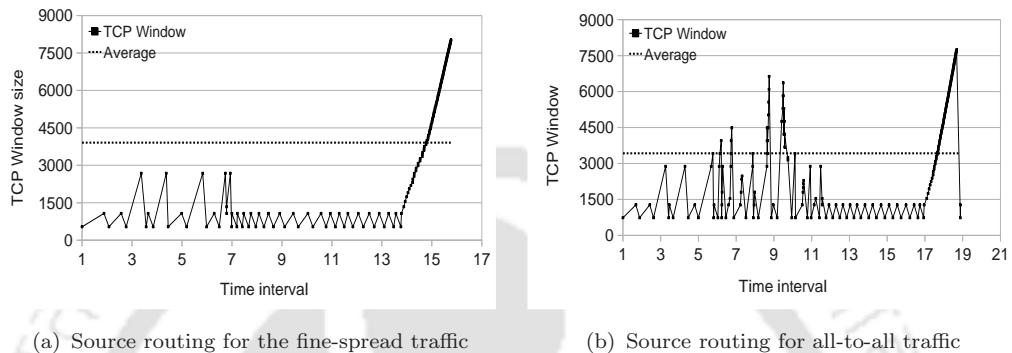 9000
7500
6000
4500
3000
1500
0
TCP Window size
TCP Window
Average
1 3 5 7 9 11 13 15 17
Time interval
(a) Source routing for the fine-spread traffic
9000
7500
6000
4500
3000
1500
0
TCP Window
TCP Window
Average
1 3 5 7 9 11 13 15 17 19 21
Time interval
(b) Source routing for all-to-all traffic